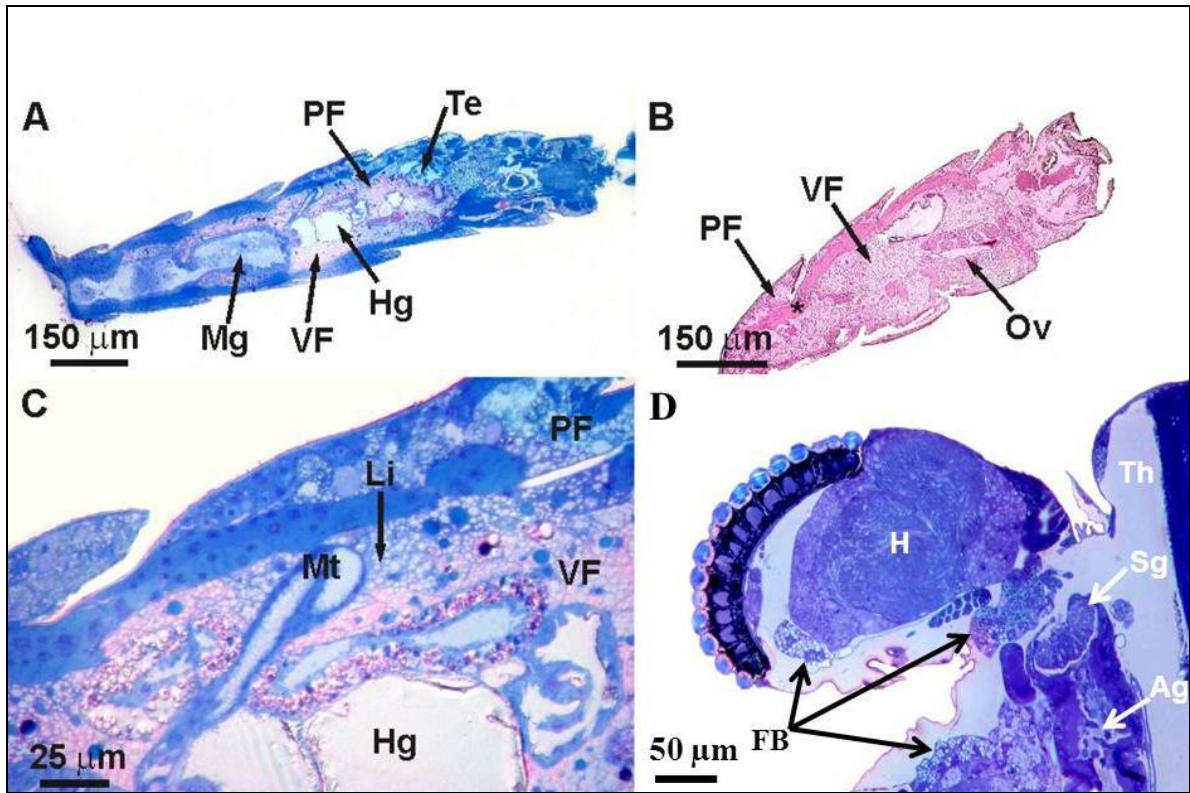 A
PF
Te
Mg
VF
Hg
150 μm
B
VF
PF
*
Ov
150 μm
C
PF
Li
Mt
VF
Hg
25 μm
D
Th
H
Sg
Ag
FB
50 μm